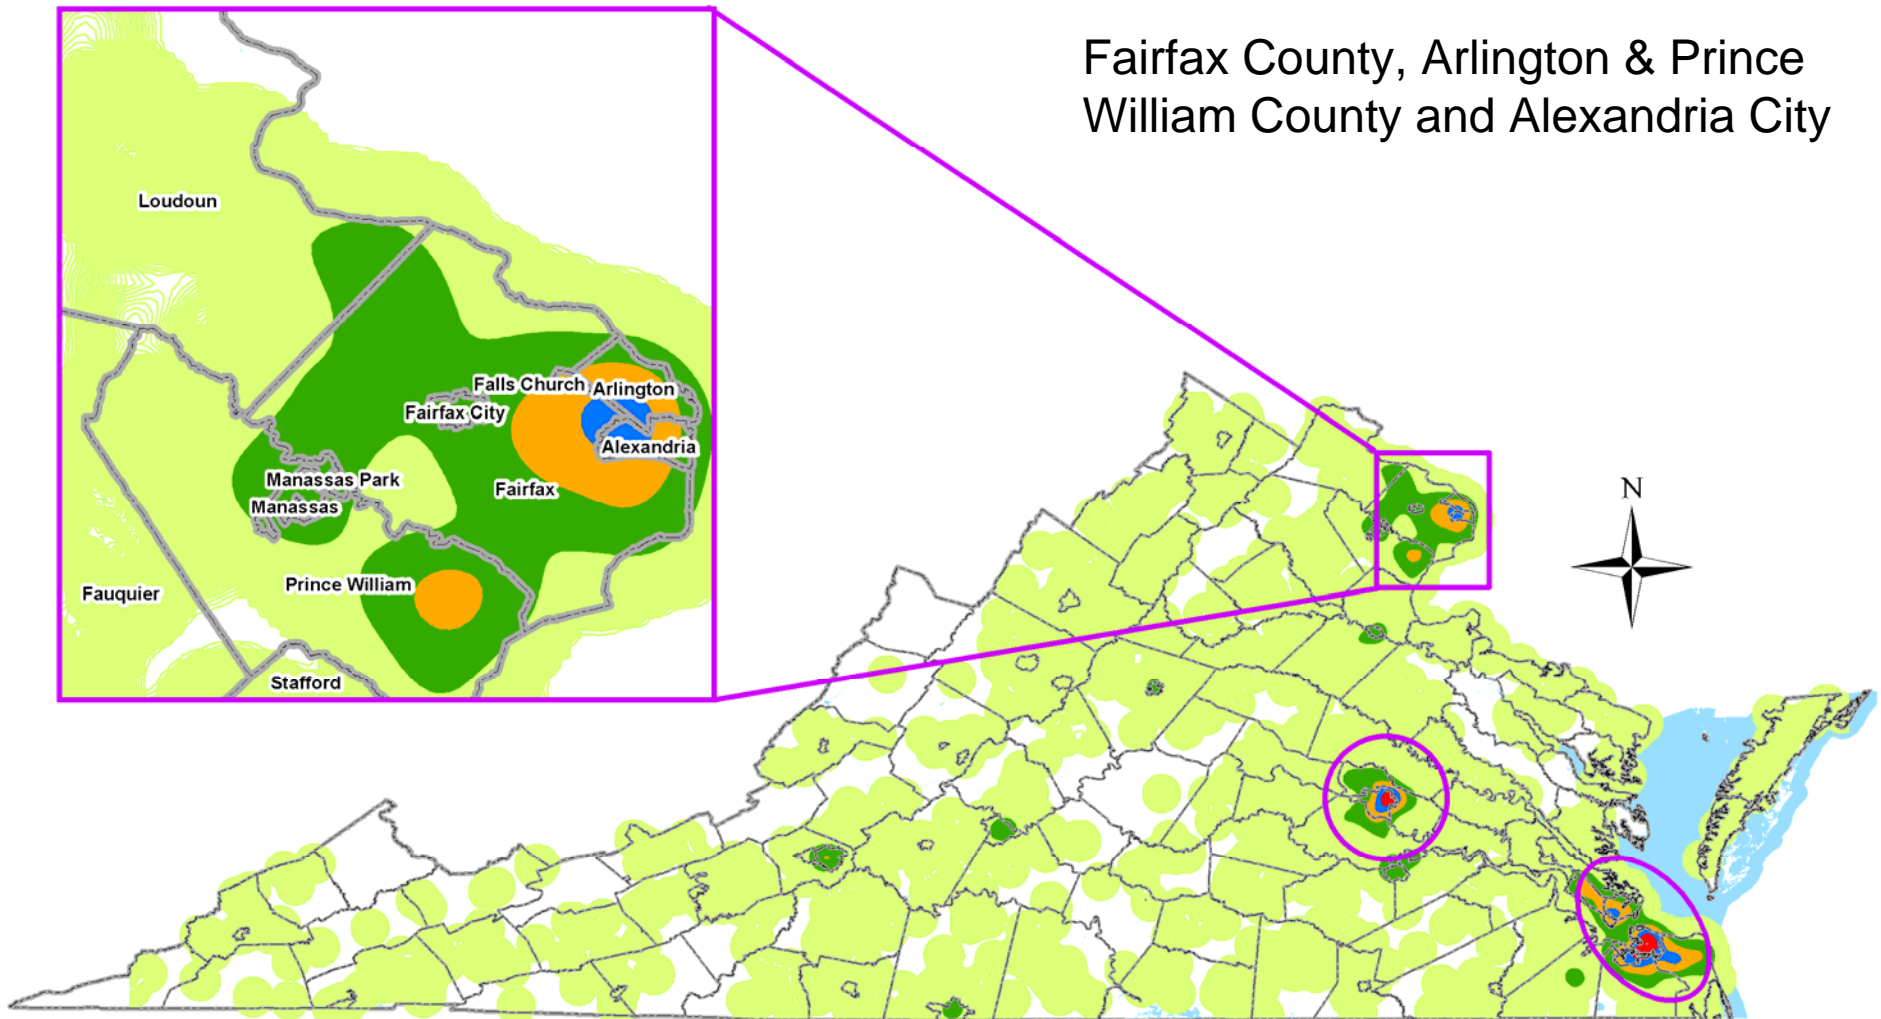 Fairfax County, Arlington & Prince
William County and Alexandria City
Loudoun
Falls Church
Arlington
Fairfax City
Alexandria
Manassas Park
Fairfax
Manassas
Prince William
Fauquier
Stafford
N